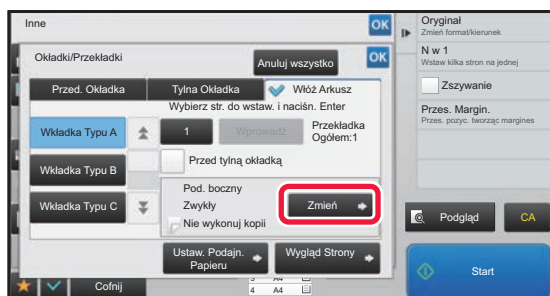 Inne
OK
Okładki/Przekładki
Anuluj wszystko
OK
Przed. Okładka
Tylna Okładka
Włóż Arkusz
Wybierz str. do wstaw. i naciśn. Enter
Wkładka Typu A
1
Wprowadź
Przekładka
Ogółem:1
Przed tylną okładką
Wkładka Typu B
Wkładka Typu C
Pod. boczny
Zwykły
Nie wykonuj kopii
Zmień
Ustaw. Podajn.
Papieru
Wygląd Strony
Cofnij
4 A4
Oryginał
Zmień format/kierunek
N w 1
Wstaw kilka stron na jednej
Zszywanie
Przes. Margin.
Przes. pozyc. tworząc margines
Podgląd
CA
Start